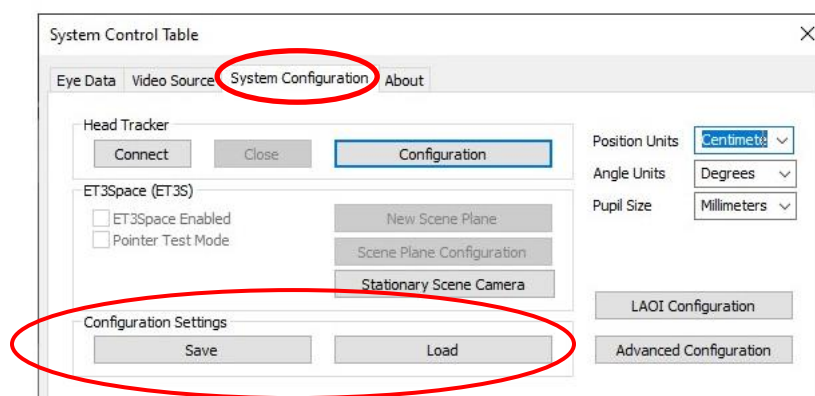 System Control Table
Eye Data Video Source System Configuration About
Head Tracker
Connect Close Configuration
ET3Space (ET3S)
ET3Space Enabled
Pointer Test Mode
New Scene Plane
Scene Plane Configuration
Stationary Scene Camera
Configuration Settings
Save Load
Position Units Centimete
Angle Units Degrees
Pupil Size Millimeters
LAOI Configuration
Advanced Configuration